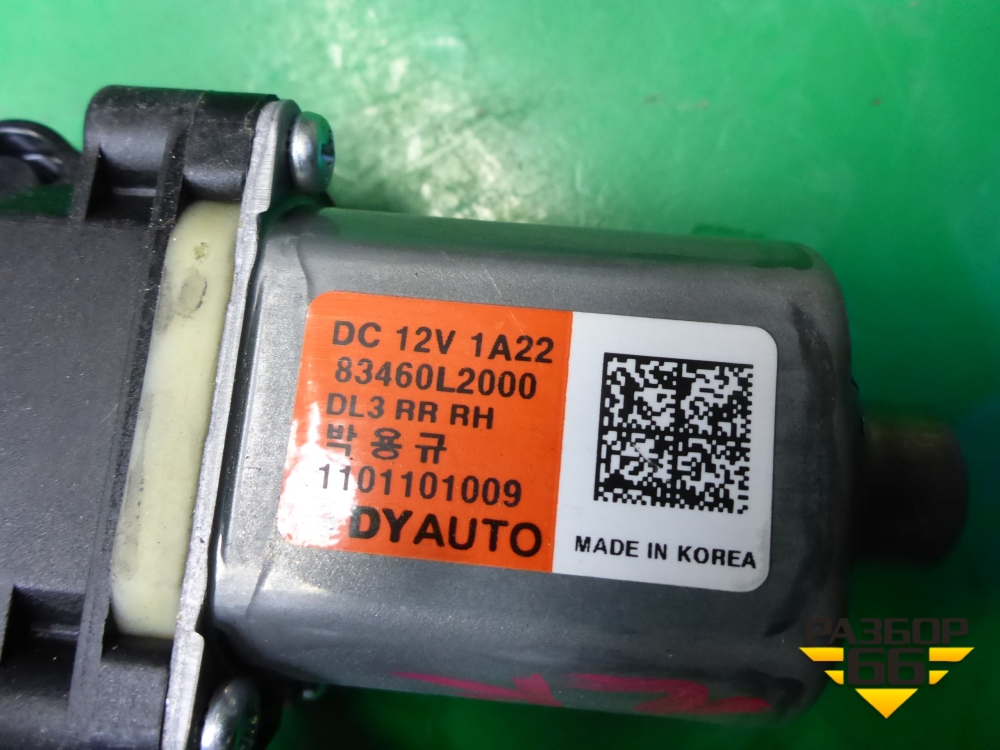 DC 12V 1A22
83460L2000
DL3 RR RH
박용규
1101101009
DYAUTO
MADE IN KOREA
РАЗБОР
66